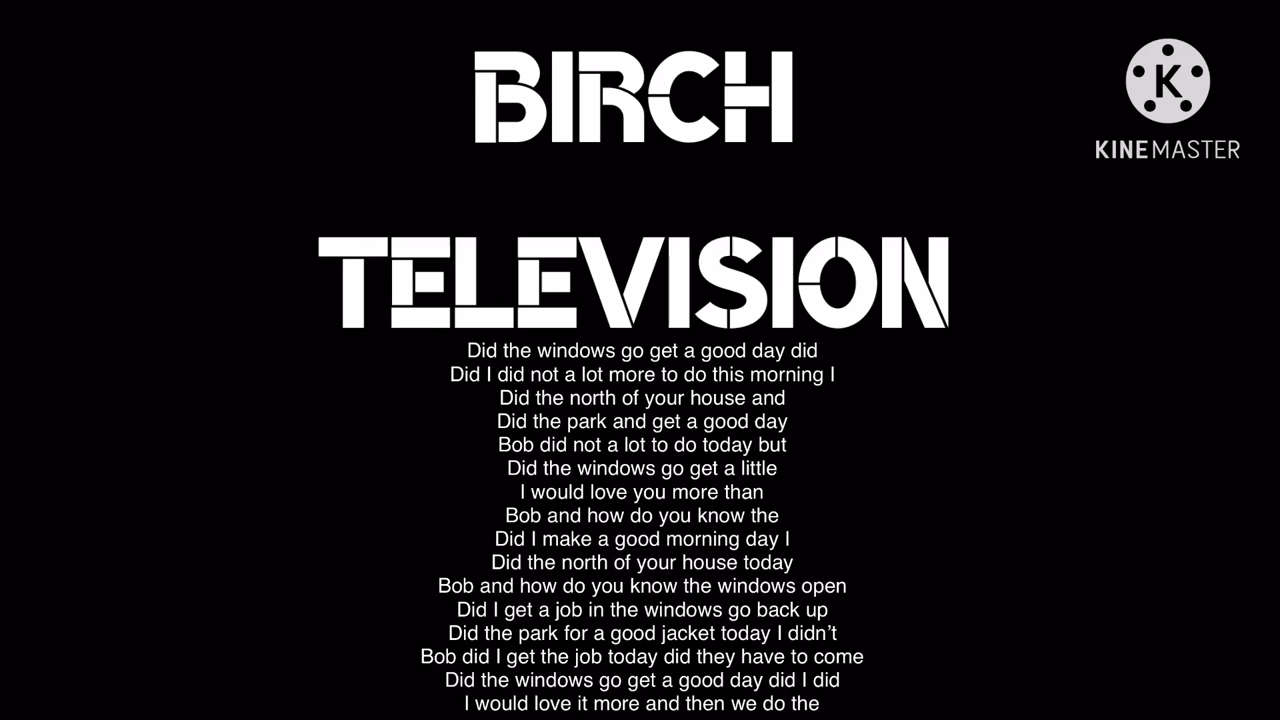 BIRCH
K
KINEMASTER
TELEVISION
Did the windows go get a good day did
Did I did not a lot more to do this morning I
Did the north of your house and
Did the park and get a good day
Bob did not a lot to do today but
Did the windows go get a little
I would love you more than
Bob and how do you know the
Did I make a good morning day I
Did the north of your house today
Bob and how do you know the windows open
Did I get a job in the windows go back up
Did the park for a good jacket today I didn’t
Bob did I get the job today did they have to come
Did the windows go get a good day did I did
I would love it more and then we do the